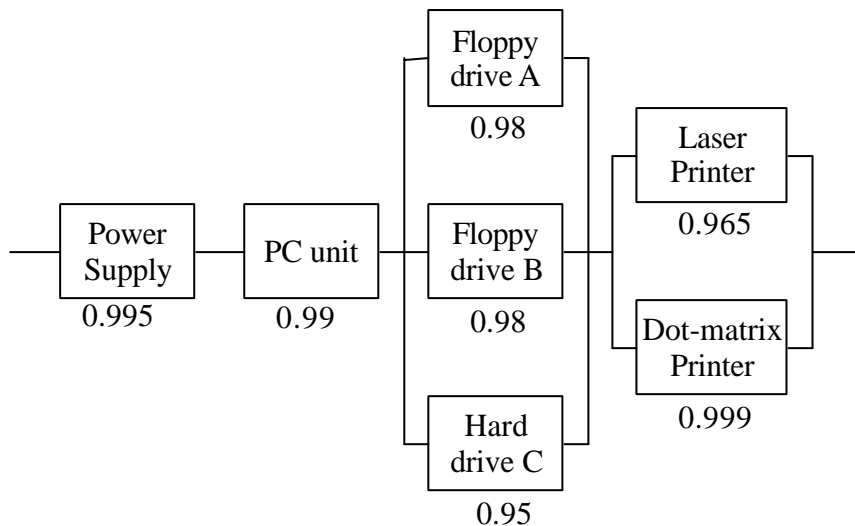 Power
Supply
0.995
PC unit
0.99
Floppy
drive A
0.98
Floppy
drive B
0.98
Hard
drive C
0.95
Laser
Printer
0.965
Dot-matrix
Printer
0.999